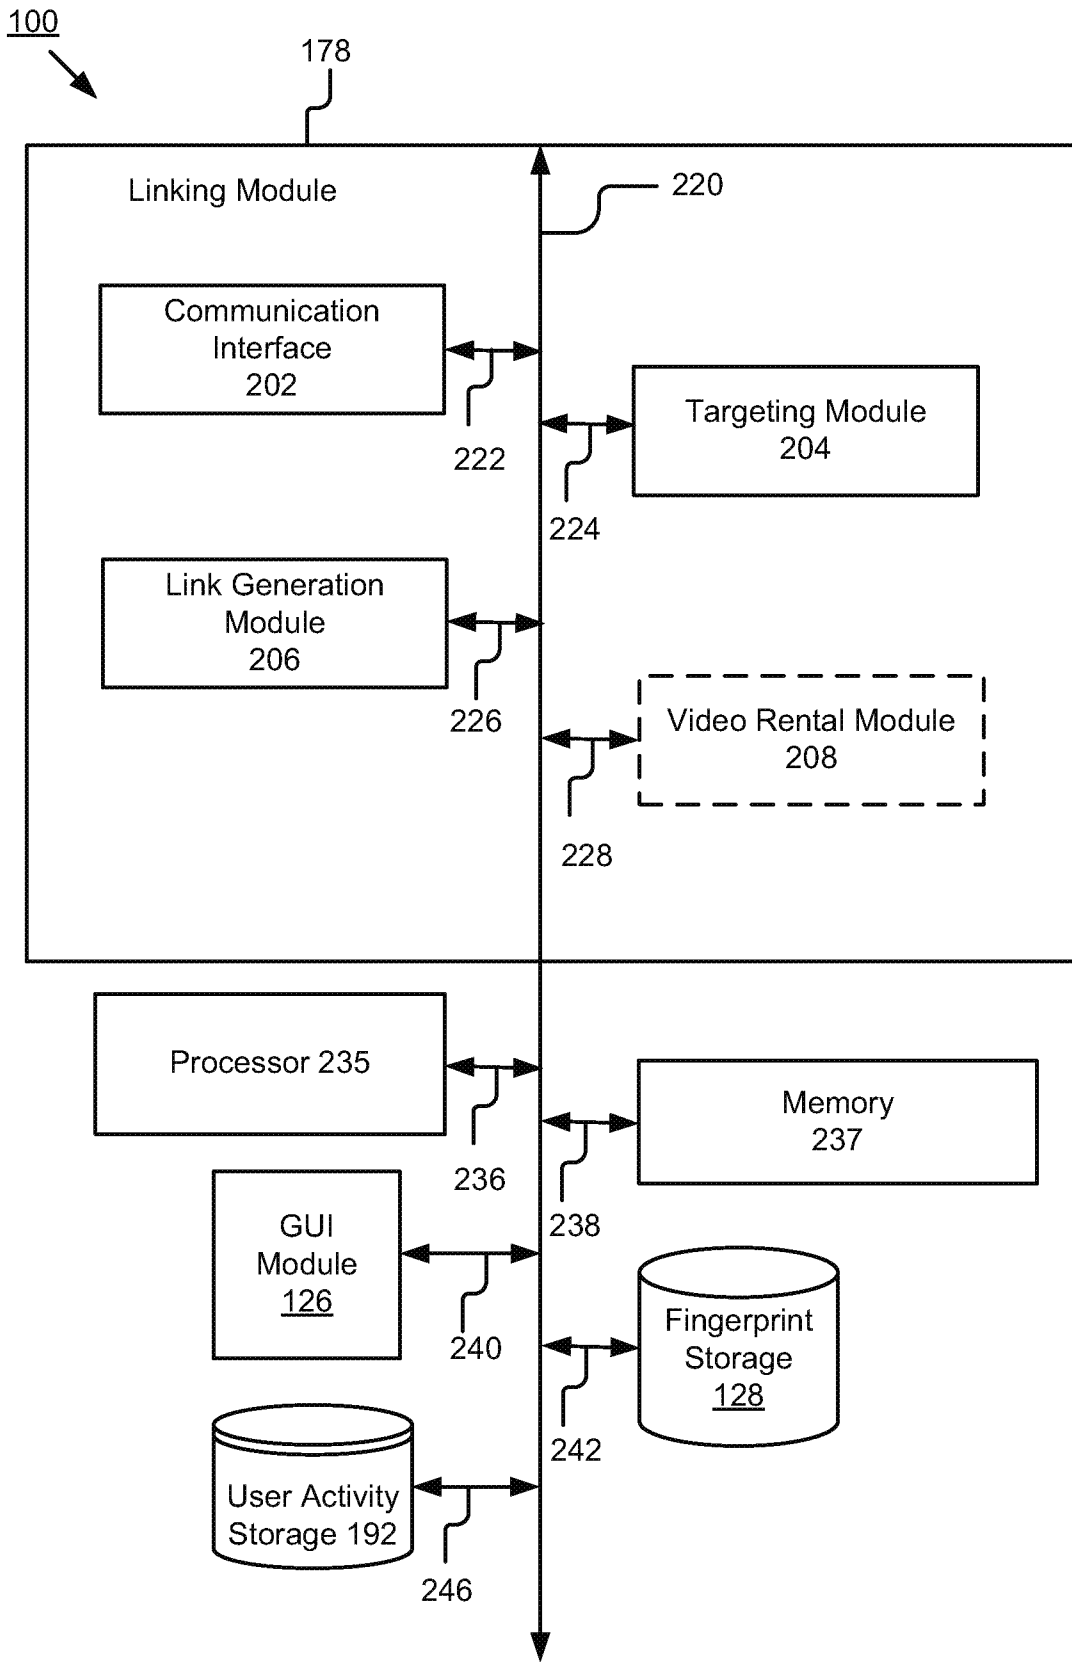 100
178
Linking Module
220
Communication
Interface
202
222
Targeting Module
204
224
Link Generation
Module
206
226
Video Rental Module
208
228
Processor 235
236
Memory
237
238
GUI
Module
126
240
Fingerprint
Storage
128
242
User Activity
Storage 192
246